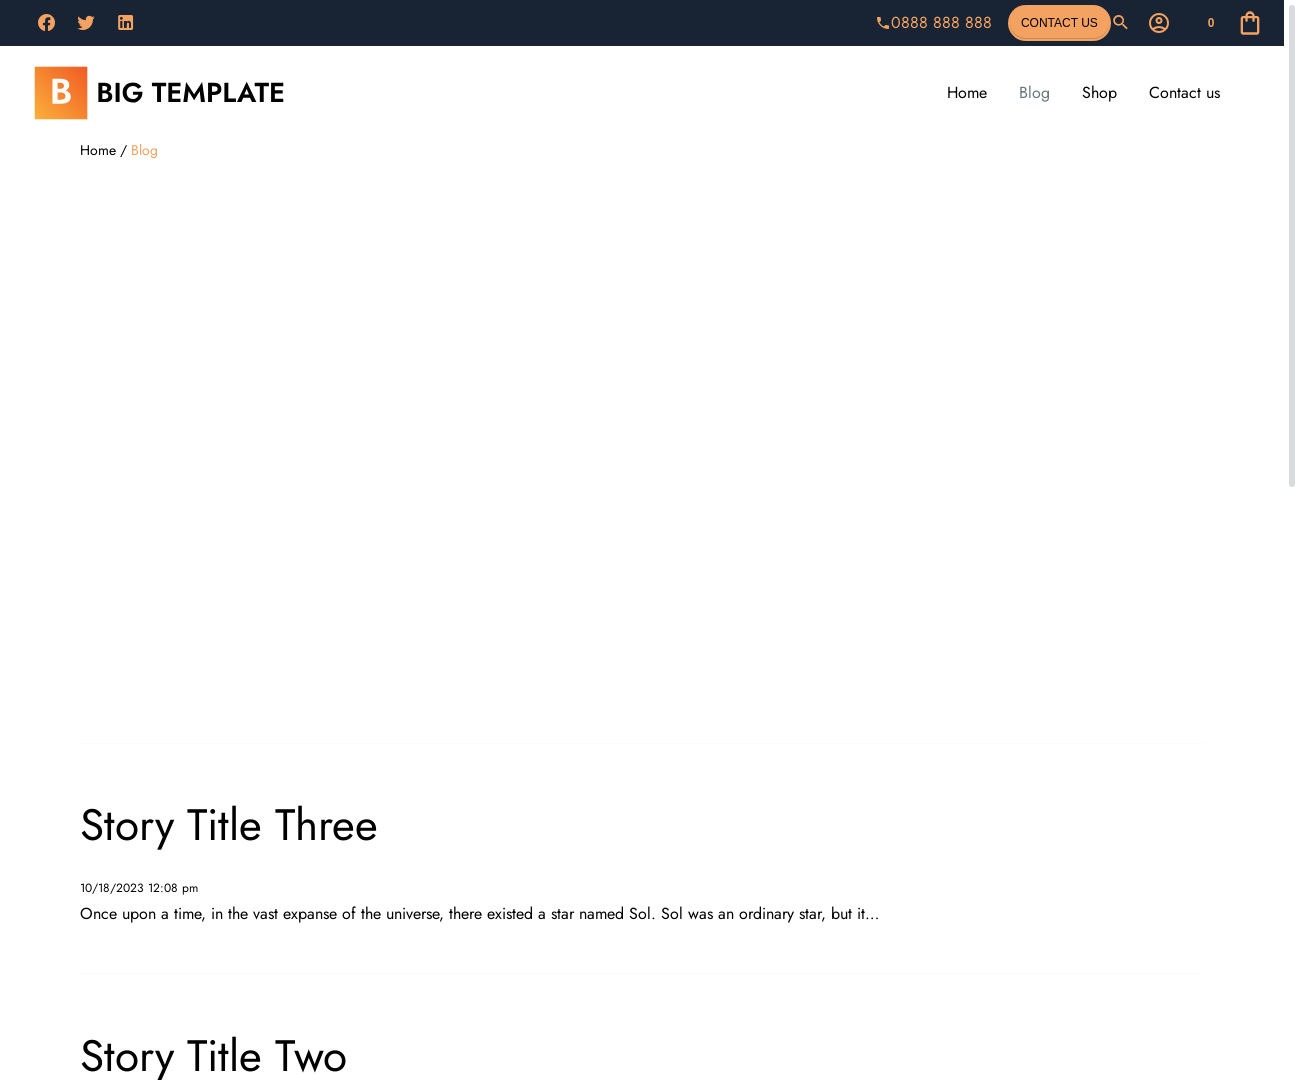 0888 888 888 CONTACT US 0
B BIG TEMPLATE Home Blog Shop Contact us
Home / Blog
Story Title Three
10/18/2023 12:08 pm
Once upon a time, in the vast expanse of the universe, there existed a star named Sol. Sol was an ordinary star, but it...
Story Title Two